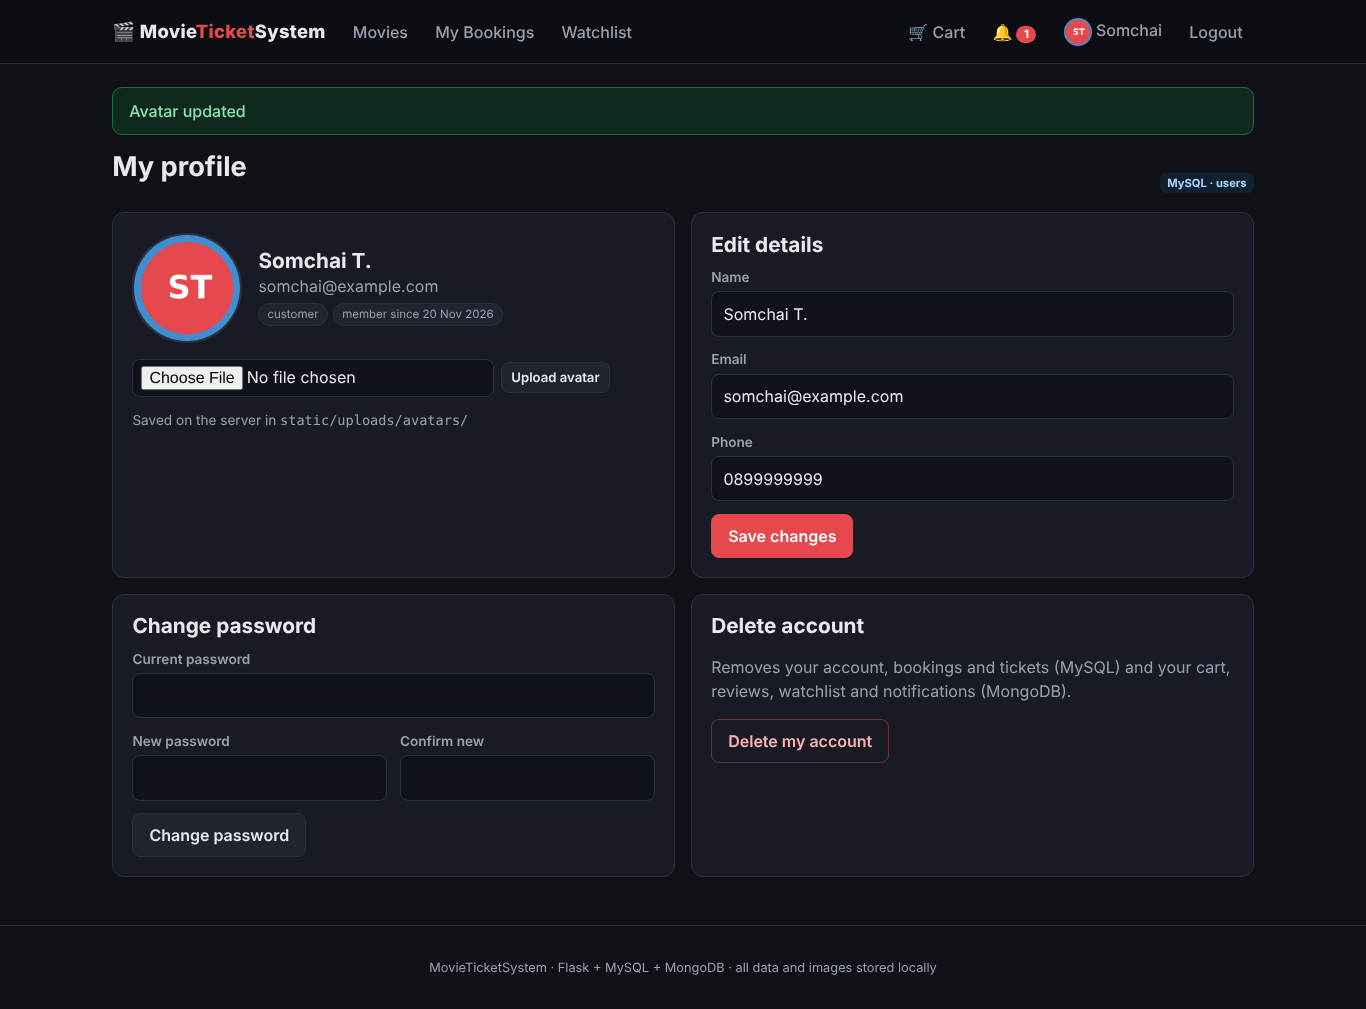 🎬 MovieTicketSystem Movies My Bookings Watchlist 🛒 Cart 🔔 1 ST Somchai Logout
Avatar updated
My profile
MySQL · users
ST
Somchai T.
somchai@example.com
customer member since 20 Nov 2026
Choose File No file chosen Upload avatar
Saved on the server in static/uploads/avatars/
Edit details
Name
Somchai T.
Email
somchai@example.com
Phone
0899999999
Save changes
Change password
Current password
New password Confirm new
Change password
Delete account
Removes your account, bookings and tickets (MySQL) and your cart,
reviews, watchlist and notifications (MongoDB).
Delete my account
MovieTicketSystem · Flask + MySQL + MongoDB · all data and images stored locally